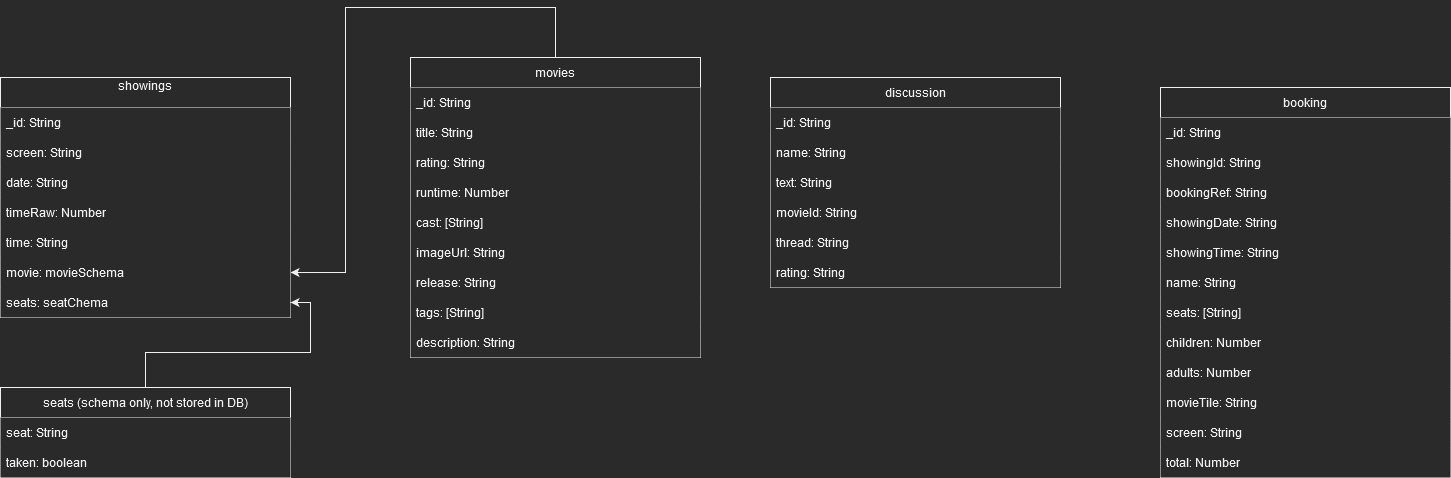 showings
_id: String
screen: String
date: String
timeRaw: Number
time: String
movie: movieSchema
seats: seatChema
seats (schema only, not stored in DB)
seat: String
taken: boolean
movies
_id: String
title: String
rating: String
runtime: Number
cast: [String]
imageUrl: String
release: String
tags: [String]
description: String
discussion
_id: String
name: String
text: String
movieId: String
thread: String
rating: String
booking
_id: String
showingId: String
bookingRef: String
showingDate: String
showingTime: String
name: String
seats: [String]
children: Number
adults: Number
movieTile: String
screen: String
total: Number